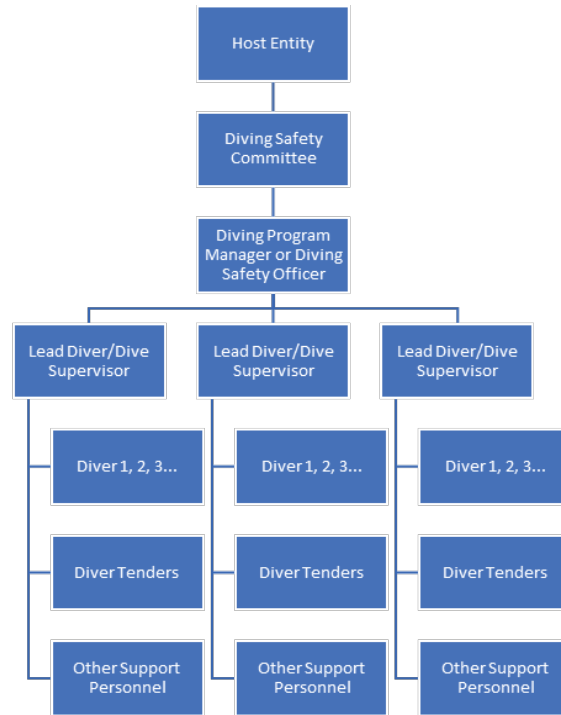 Host Entity
Diving Safety
Committee
Diving Program
Manager or Diving
Safety Officer
Lead Diver/Dive
Supervisor
Lead Diver/Dive
Supervisor
Lead Diver/Dive
Supervisor
Diver 1, 2, 3...
Diver 1, 2, 3...
Diver 1, 2, 3...
Diver Tenders
Diver Tenders
Diver Tenders
Other Support
Personnel
Other Support
Personnel
Other Support
Personnel